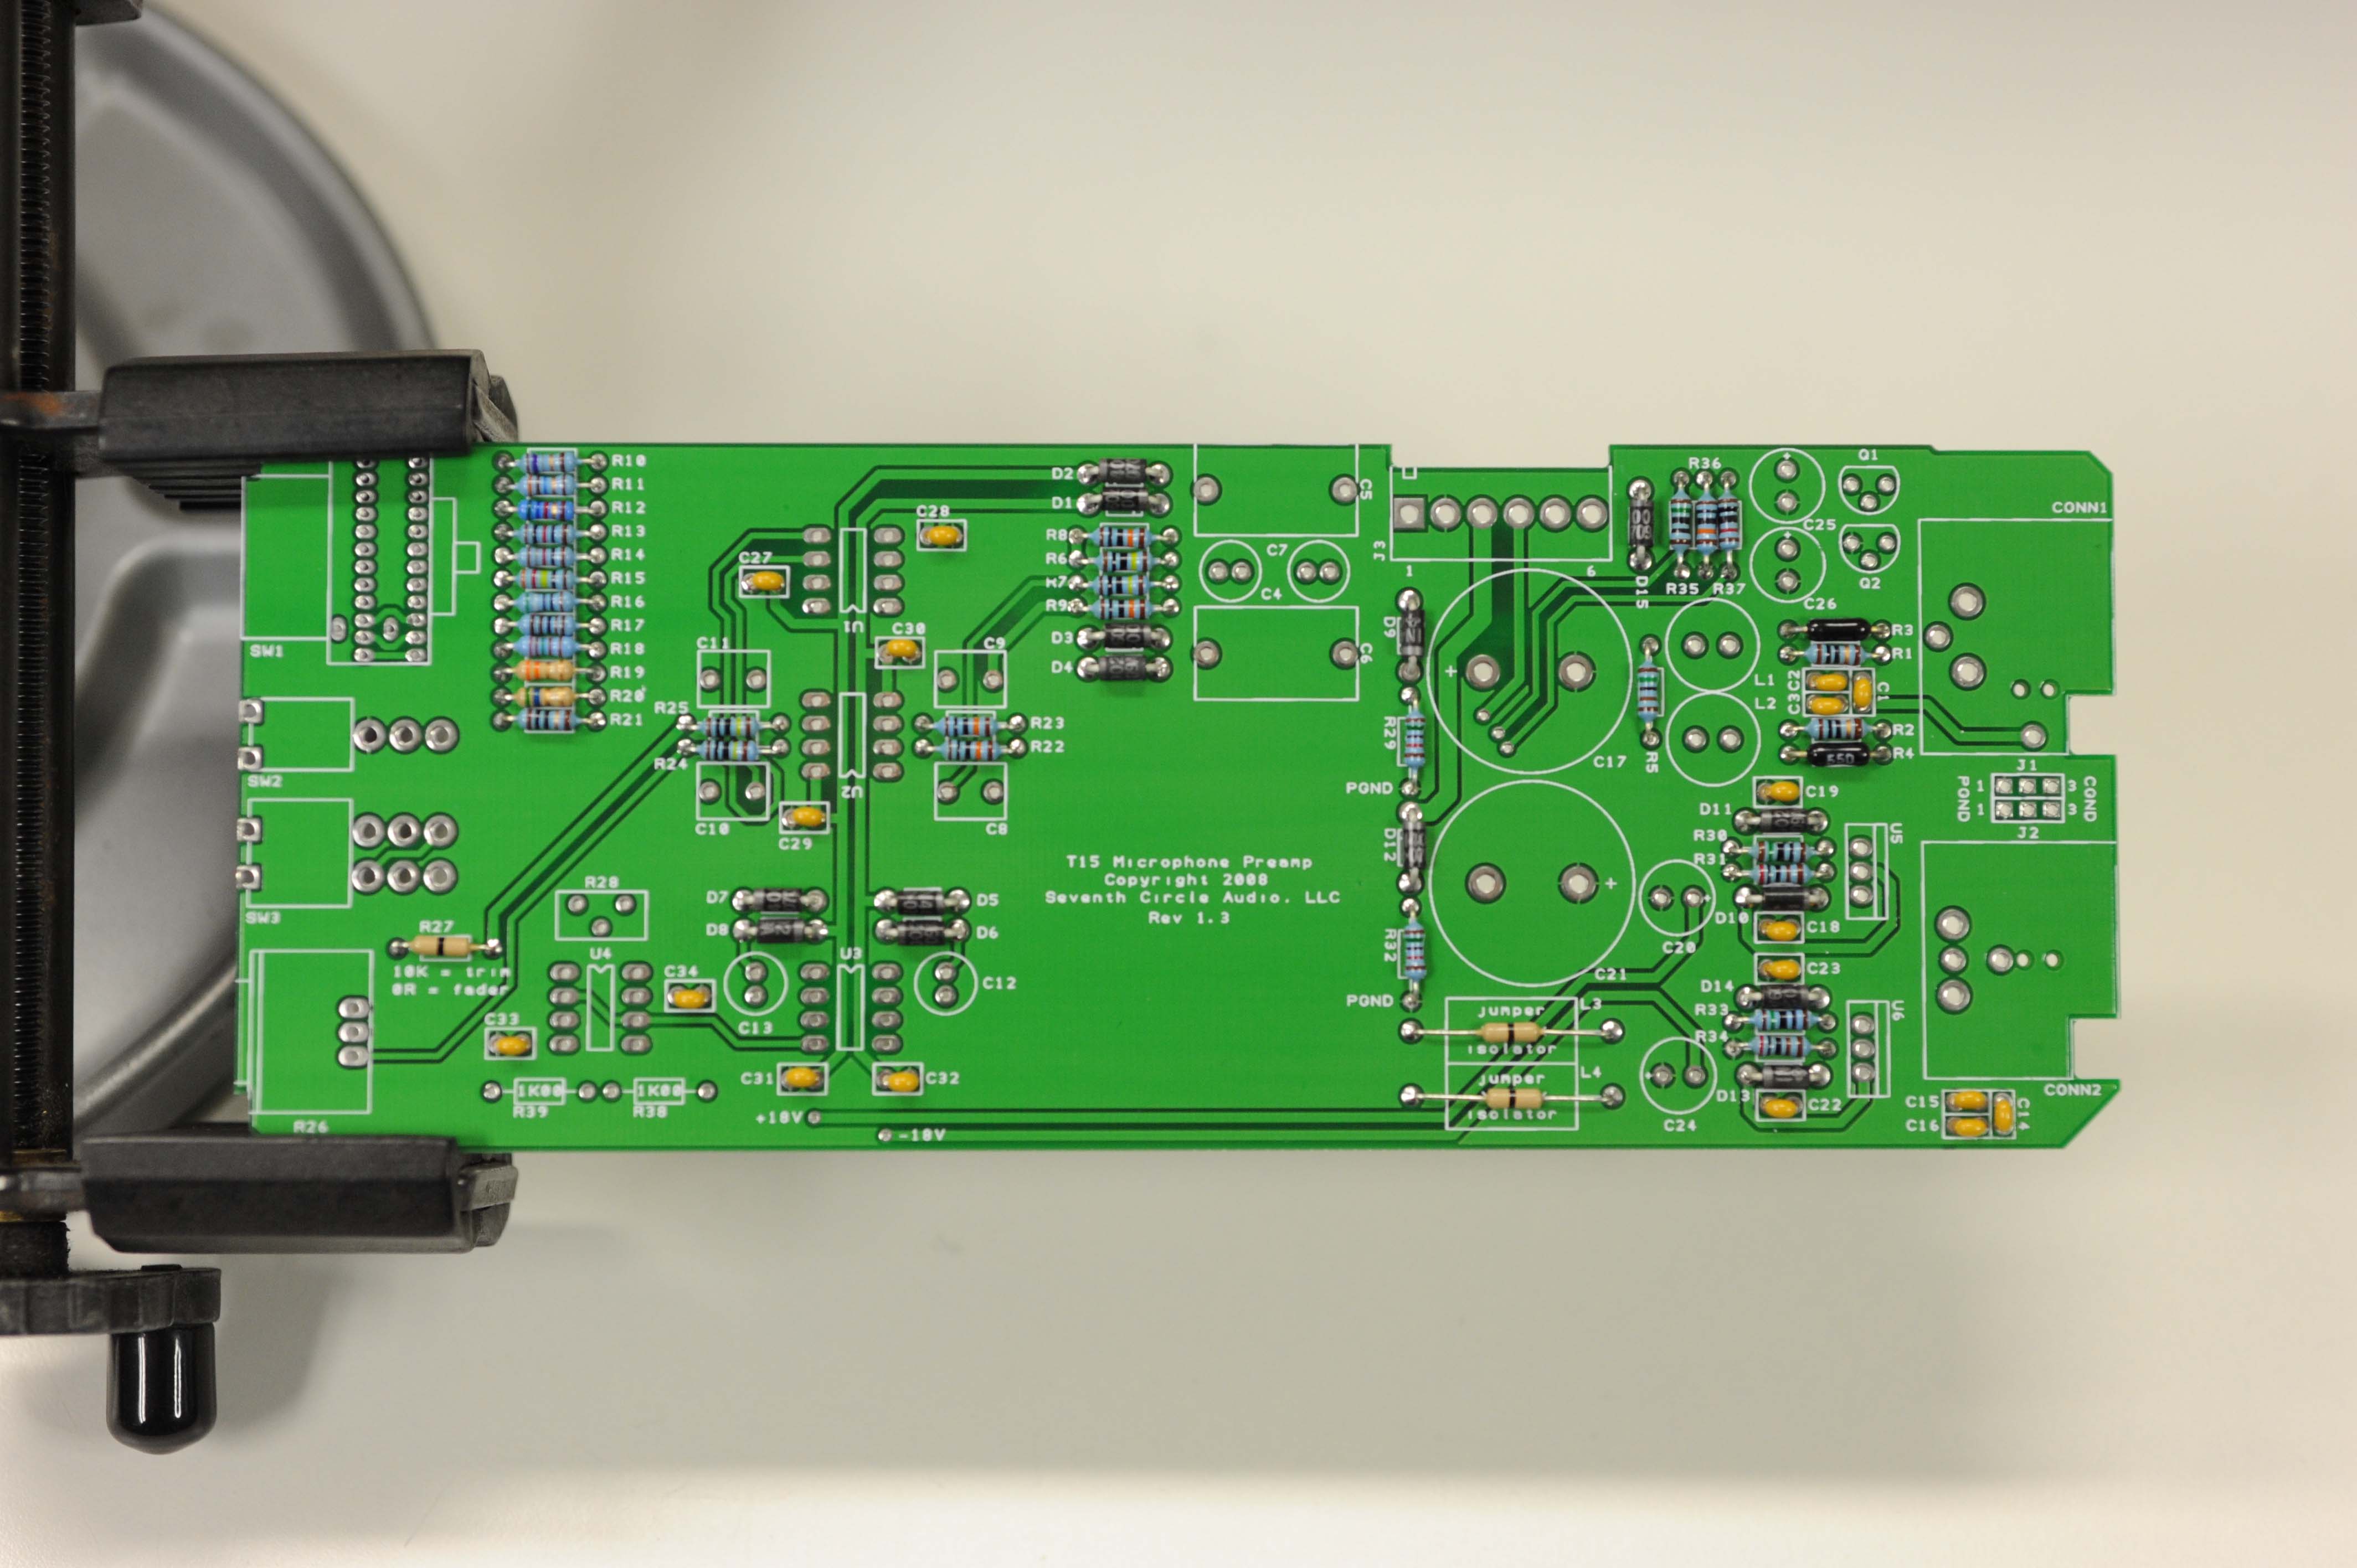 R10
R11
R12
R13
R14
R15
R16
R17
R18
R19
R20
R21
SW1
SW2
SW3
R25
R24
C11
C10
C27
C28
C30
C29
C9
C8
R23
R22
U1
U2
D2
D1
R8
R6
R7
R9
D3
D4
C5
C7
C4
C6
J3
1 6
D15
R36
R35 R37
Q1
C25
Q2
C26
CONN1
R3
R1
L1
L2
C2
C3
C1
R2
R4
R5
D9
R29
PGND
D12
R32
PGND
C17
C21
J1
1 3
1 3
J2
PGND
CGND
C19
D11
R30
R31
D10
C18
U5
C20
C23
D14
R33
R34
D13
C22
U6
C24
CONN2
C15
C16
C14
T15 Microphone Preamp
Copyright 2008
Seventh Circle Audio, LLC
Rev 1.3
R28
D7
D8
D5
D6
R27
10K = trim
0R = fader
U4
U3
C34
C13
C12
C33
C31
C32
1K00
R39
1K00
R38
R26
+18V
-18V
jumper
L3
isolator
jumper
L4
isolator